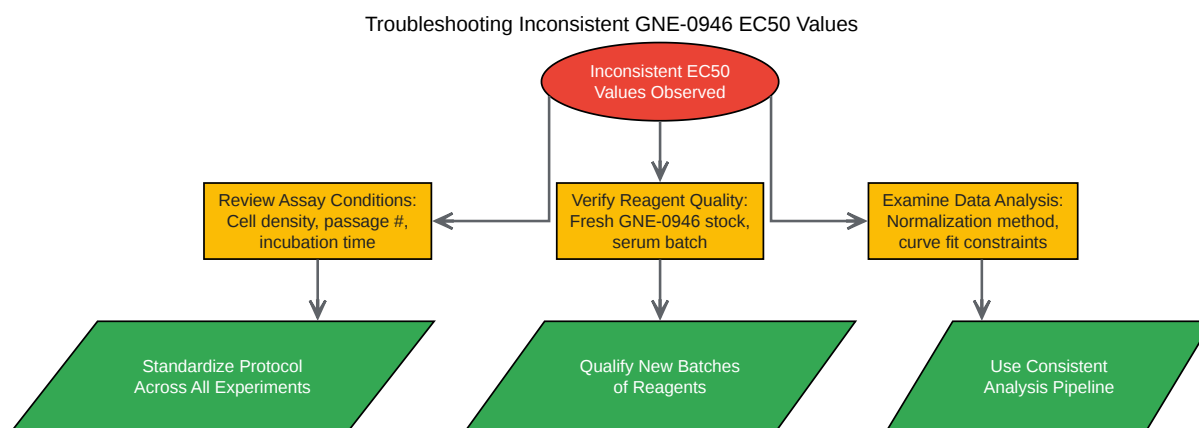 Troubleshooting Inconsistent GNE-0946 EC50 Values
Inconsistent EC50
Values Observed
Review Assay Conditions:
Cell density, passage #,
incubation time
Verify Reagent Quality:
Fresh GNE-0946 stock,
serum batch
Examine Data Analysis:
Normalization method,
curve fit constraints
Standardize Protocol
Across All Experiments
Qualify New Batches
of Reagents
Use Consistent
Analysis Pipeline